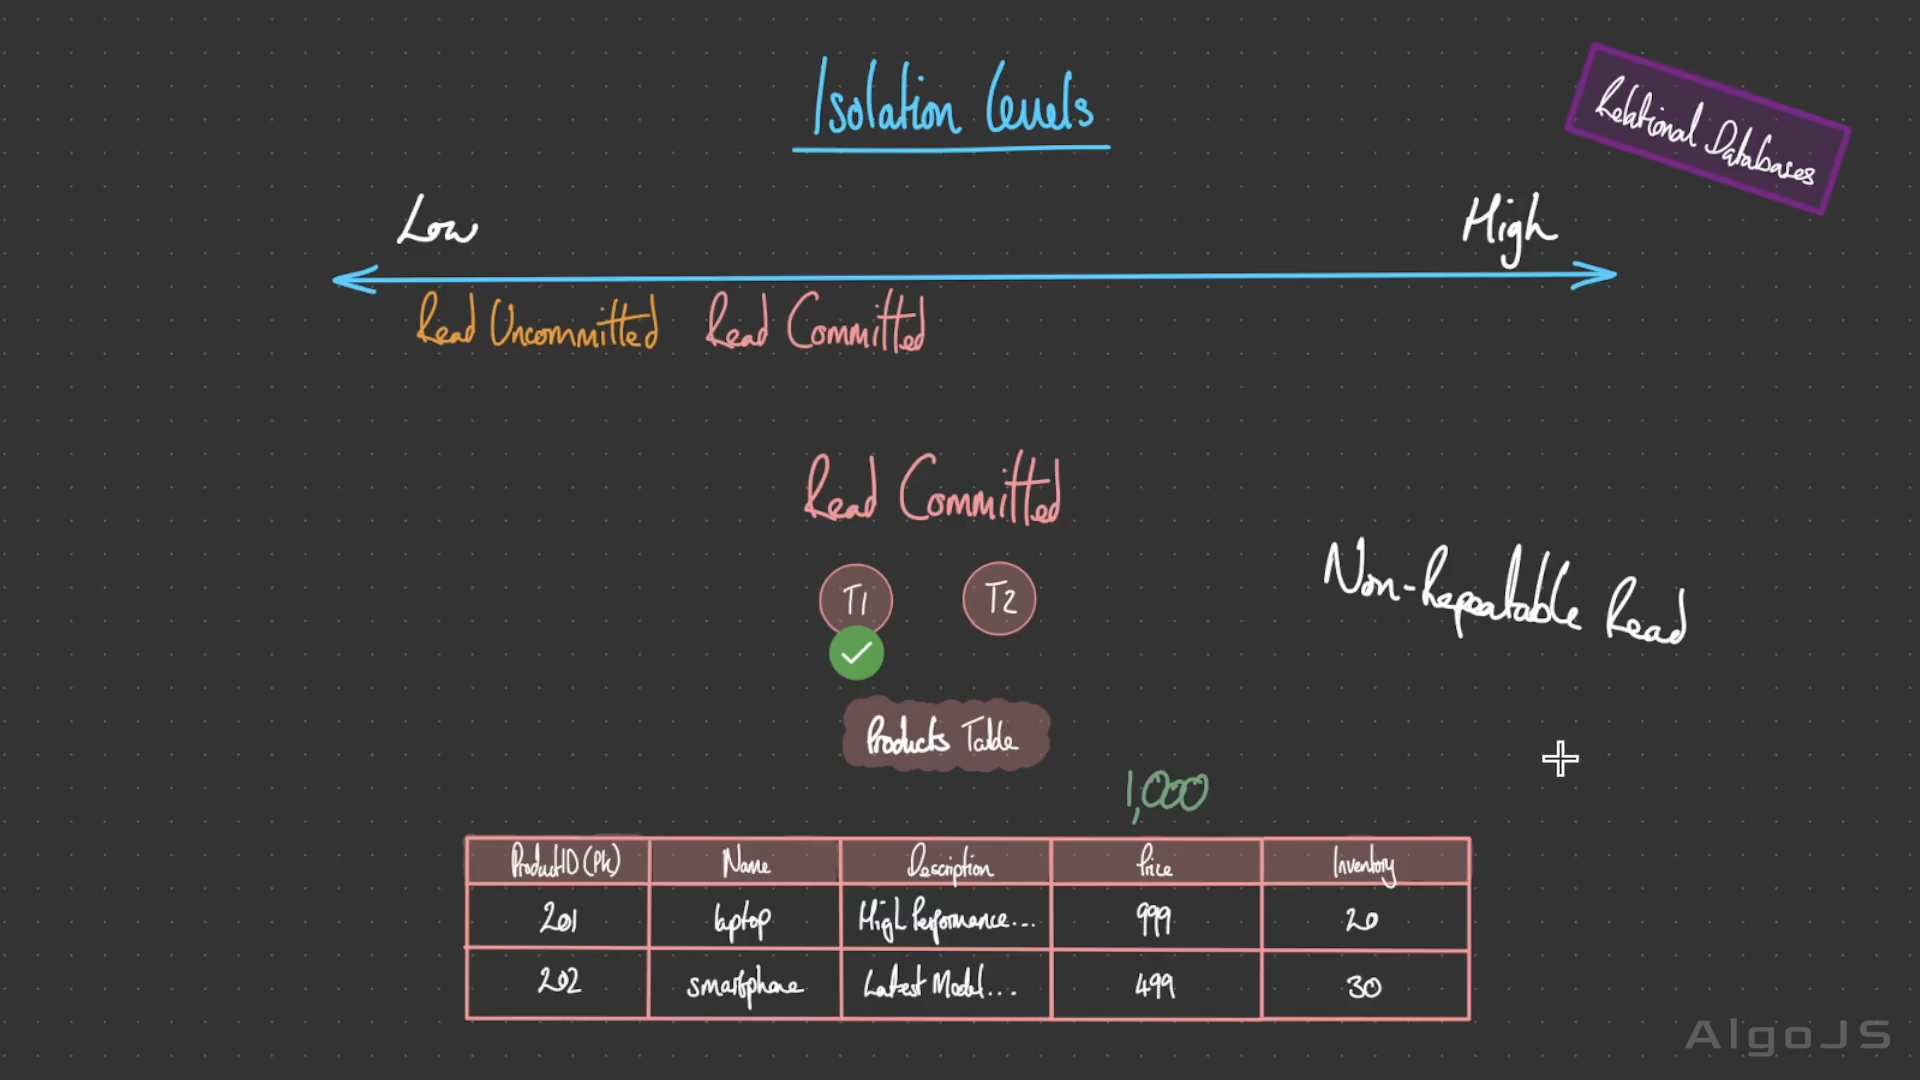 Isolation Levels
Relational Databases
Low
High
Read Uncommitted
Read Committed
Read Committed
T1
T2
Non-Repeatable Read
Products Table
1,000
ProductID (PK) Name Description Price Inventory
201 laptop High Performance... 999 20
202 smartphone Latest Model... 499 30
AlgoJS